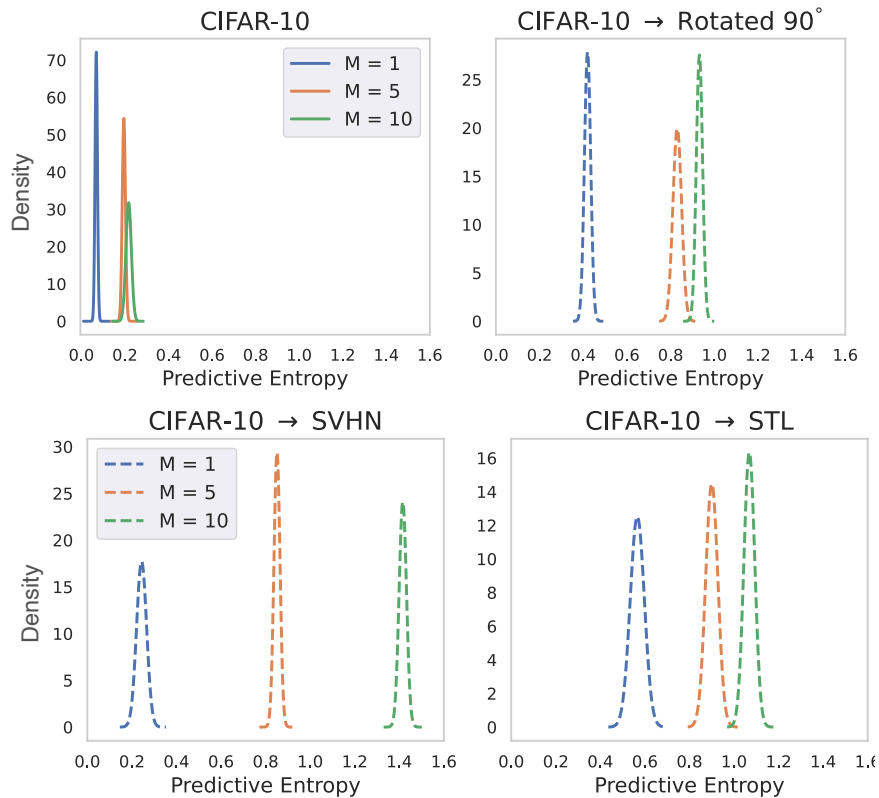 CIFAR-10
70
60
50
40
30
20
10
0
Density
M = 1
M = 5
M = 10
0.0 0.2 0.4 0.6 0.8 1.0 1.2 1.4 1.6
Predictive Entropy
CIFAR-10 → Rotated 90°
25
20
15
10
5
0
0.0 0.2 0.4 0.6 0.8 1.0 1.2 1.4 1.6
Predictive Entropy
CIFAR-10 → SVHN
30
25
20
15
10
5
0
Density
M = 1
M = 5
M = 10
0.0 0.2 0.4 0.6 0.8 1.0 1.2 1.4 1.6
Predictive Entropy
CIFAR-10 → STL
16
14
12
10
8
6
4
2
0
0.0 0.2 0.4 0.6 0.8 1.0 1.2 1.4 1.6
Predictive Entropy